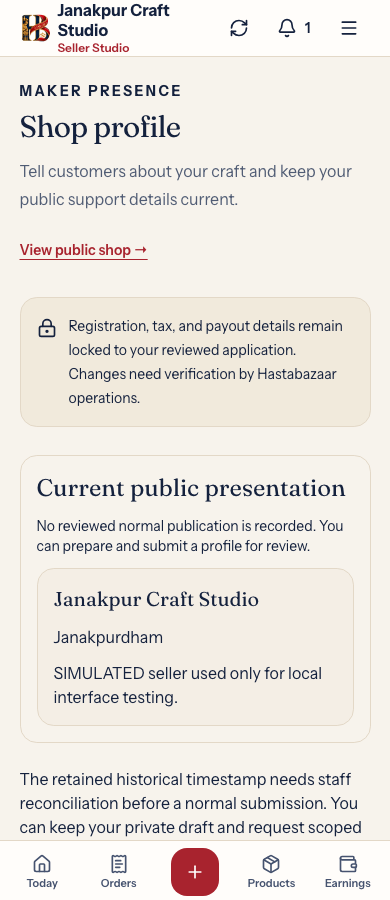 Janakpur Craft
Studio
Seller Studio
1
MAKER PRESENCE
Shop profile
Tell customers about your craft and keep your
public support details current.
View public shop →
Registration, tax, and payout details remain
locked to your reviewed application.
Changes need verification by Hastabazaar
operations.
Current public presentation
No reviewed normal publication is recorded. You
can prepare and submit a profile for review.
Janakpur Craft Studio
Janakpurdham
SIMULATED seller used only for local
interface testing.
The retained historical timestamp needs staff
reconciliation before a normal submission. You
can keep your private draft and request scoped
Today
Orders
Products
Earnings